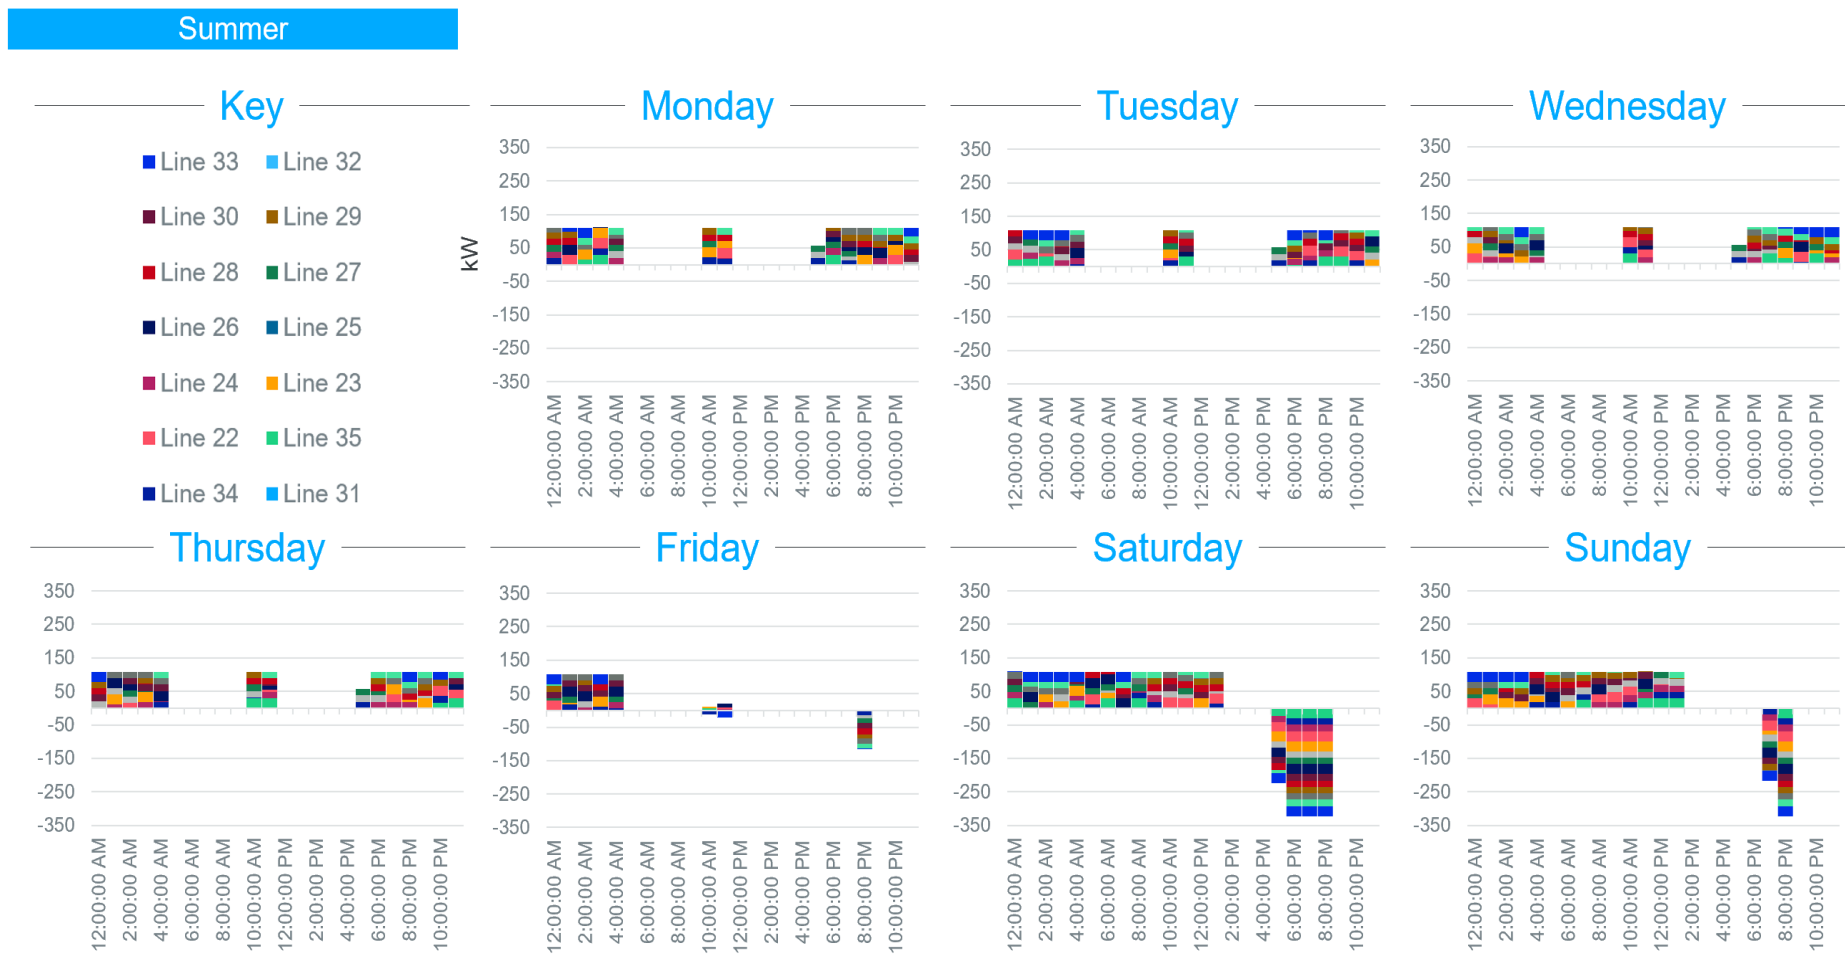 Summer
Key
Line 33
Line 32
Line 30
Line 29
Line 28
Line 27
Line 26
Line 25
Line 24
Line 23
Line 22
Line 35
Line 34
Line 31
Monday
kW
350
250
150
50
-50
-150
-250
-350
12:00:00 AM
2:00:00 AM
4:00:00 AM
6:00:00 AM
8:00:00 AM
10:00:00 AM
12:00:00 PM
2:00:00 PM
4:00:00 PM
6:00:00 PM
8:00:00 PM
10:00:00 PM
Tuesday
350
250
150
50
-50
-150
-250
-350
12:00:00 AM
2:00:00 AM
4:00:00 AM
6:00:00 AM
8:00:00 AM
10:00:00 AM
12:00:00 PM
2:00:00 PM
4:00:00 PM
6:00:00 PM
8:00:00 PM
10:00:00 PM
Wednesday
350
250
150
50
-50
-150
-250
-350
12:00:00 AM
2:00:00 AM
4:00:00 AM
6:00:00 AM
8:00:00 AM
10:00:00 AM
12:00:00 PM
2:00:00 PM
4:00:00 PM
6:00:00 PM
8:00:00 PM
10:00:00 PM
Thursday
350
250
150
50
-50
-150
-250
-350
12:00:00 AM
2:00:00 AM
4:00:00 AM
6:00:00 AM
8:00:00 AM
10:00:00 AM
12:00:00 PM
2:00:00 PM
4:00:00 PM
6:00:00 PM
8:00:00 PM
10:00:00 PM
Friday
350
250
150
50
-50
-150
-250
-350
12:00:00 AM
2:00:00 AM
4:00:00 AM
6:00:00 AM
8:00:00 AM
10:00:00 AM
12:00:00 PM
2:00:00 PM
4:00:00 PM
6:00:00 PM
8:00:00 PM
10:00:00 PM
Saturday
350
250
150
50
-50
-150
-250
-350
12:00:00 AM
2:00:00 AM
4:00:00 AM
6:00:00 AM
8:00:00 AM
10:00:00 AM
12:00:00 PM
2:00:00 PM
4:00:00 PM
6:00:00 PM
8:00:00 PM
10:00:00 PM
Sunday
350
250
150
50
-50
-150
-250
-350
12:00:00 AM
2:00:00 AM
4:00:00 AM
6:00:00 AM
8:00:00 AM
10:00:00 AM
12:00:00 PM
2:00:00 PM
4:00:00 PM
6:00:00 PM
8:00:00 PM
10:00:00 PM